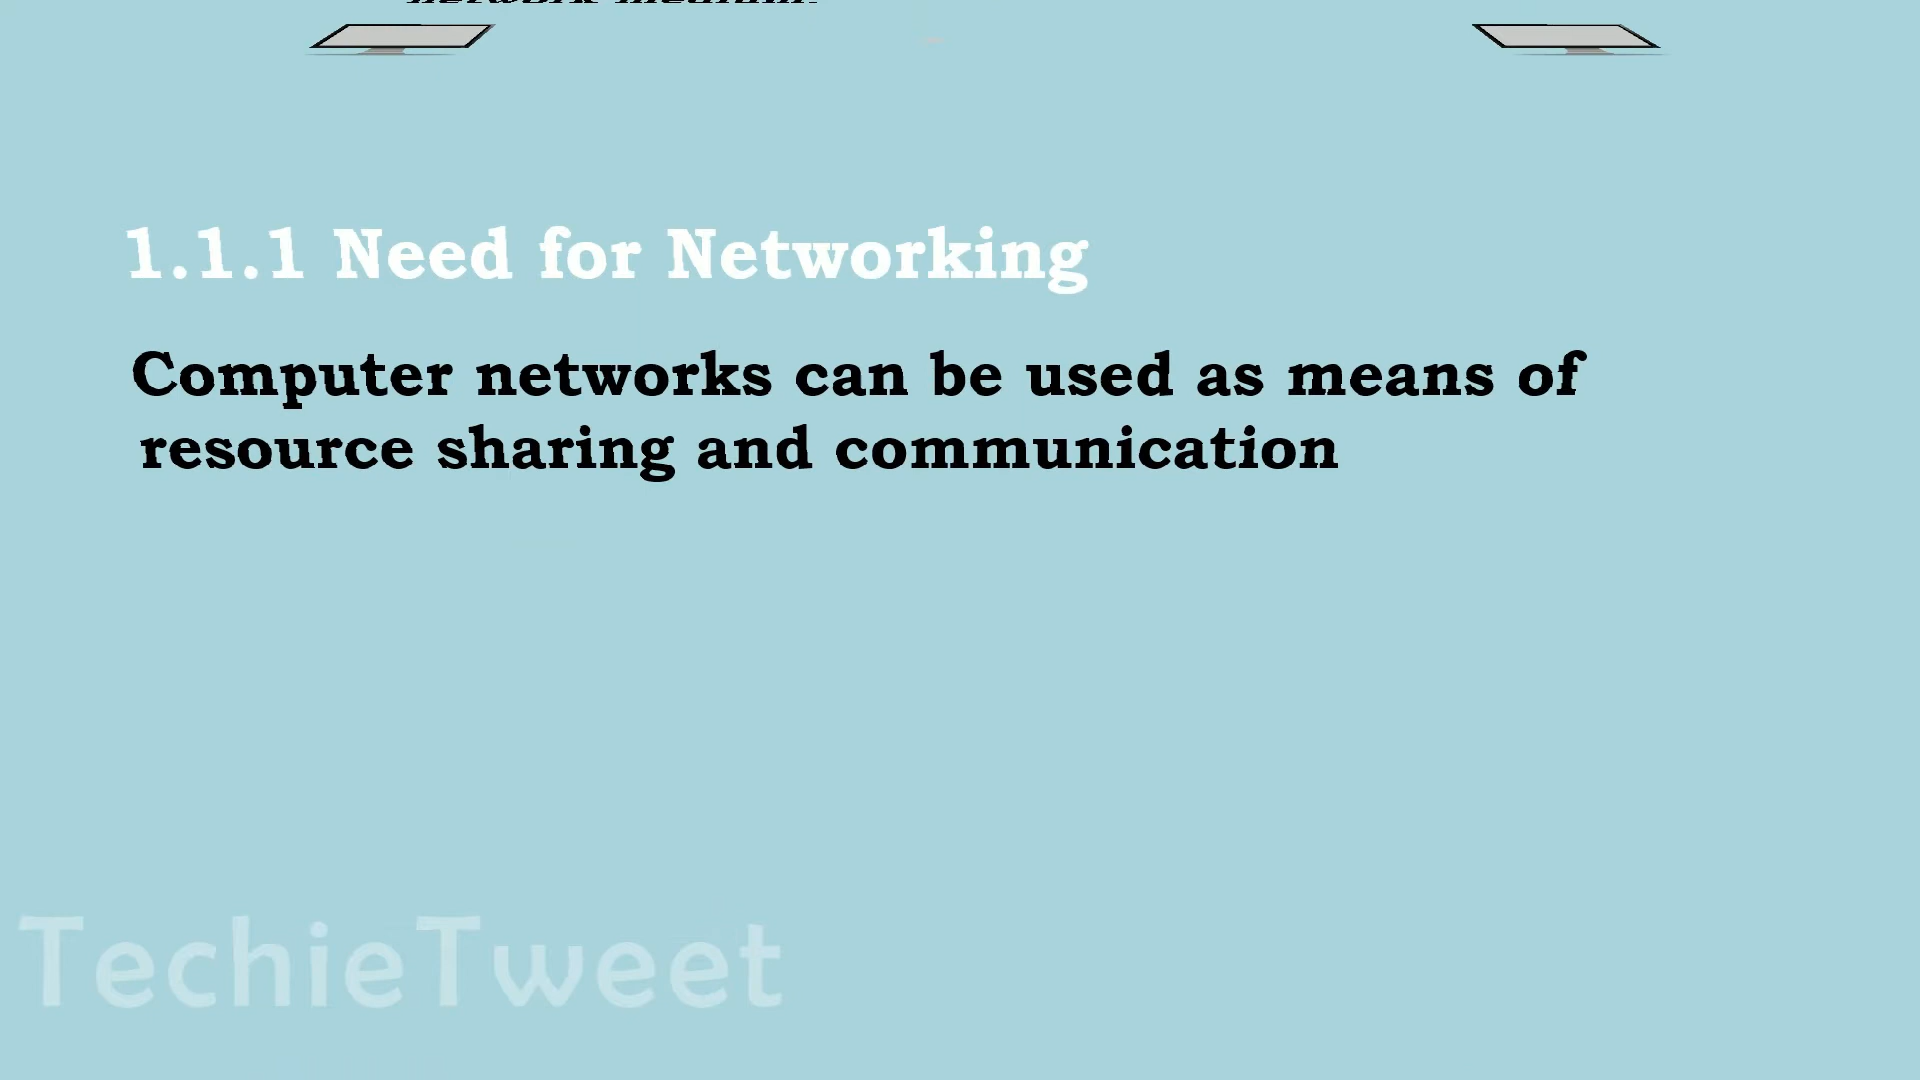 1.1.1 Need for Networking
Computer networks can be used as means of
resource sharing and communication
TechieTweet